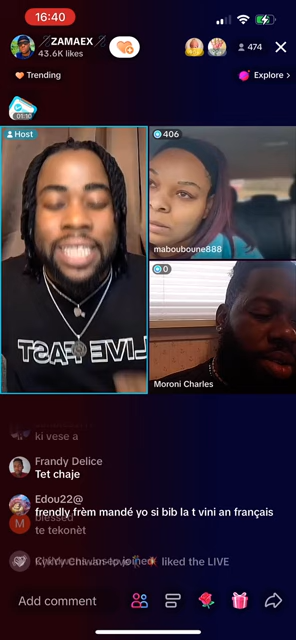 16:40
ZAMAEX
43.6K likes
474
Trending
Explore >
01:10
Host
406
mabouboune888
0
Moroni Charles
LIVE FAST
ki vese a
Frandy Delice
Tet chaje
Edou22@
frendly frèm mandé yo si bib la t vini an français
M
blessed
te tekonèt
joined
liked the LIVE
Add comment